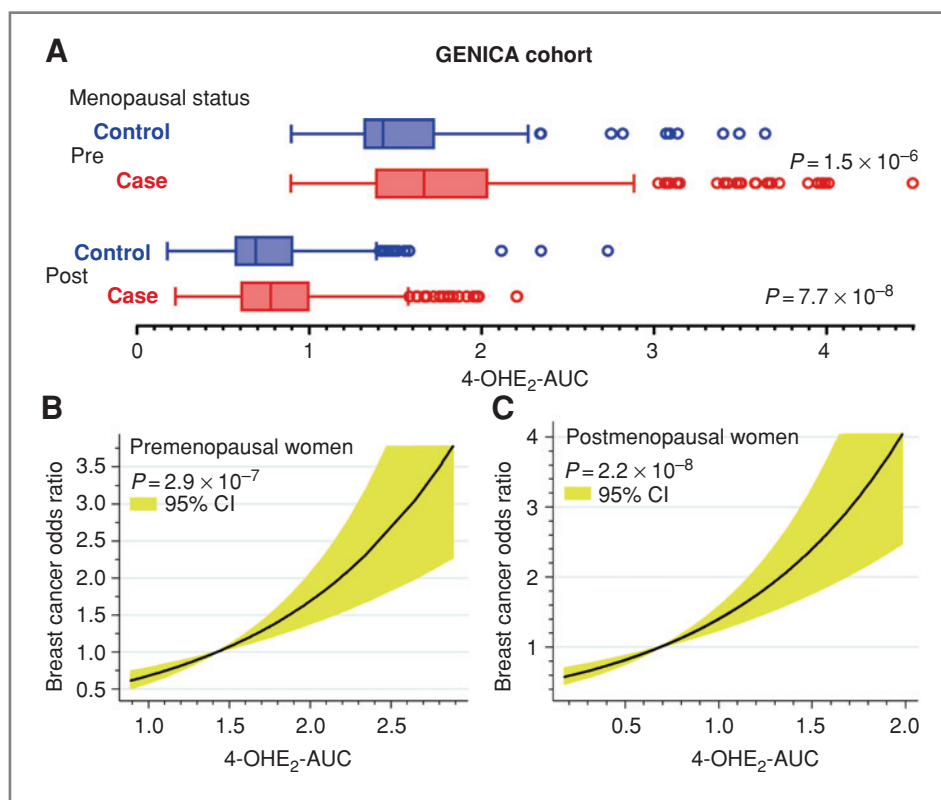 A
GENICA cohort
Menopausal status
Control
Pre
P = 1.5 × 10⁻⁶
Case
Control
Post
Case
P = 7.7 × 10⁻⁸
0 1 2 3 4
4-OHE₂-AUC
B
Premenopausal women
P = 2.9 × 10⁻⁷
95% CI
Breast cancer odds ratio
3.5
3.0
2.5
2.0
1.5
1.0
0.5
1.0 1.5 2.0 2.5
4-OHE₂-AUC
C
Postmenopausal women
P = 2.2 × 10⁻⁸
95% CI
Breast cancer odds ratio
4
3
2
1
0.5 1.0 1.5 2.0
4-OHE₂-AUC